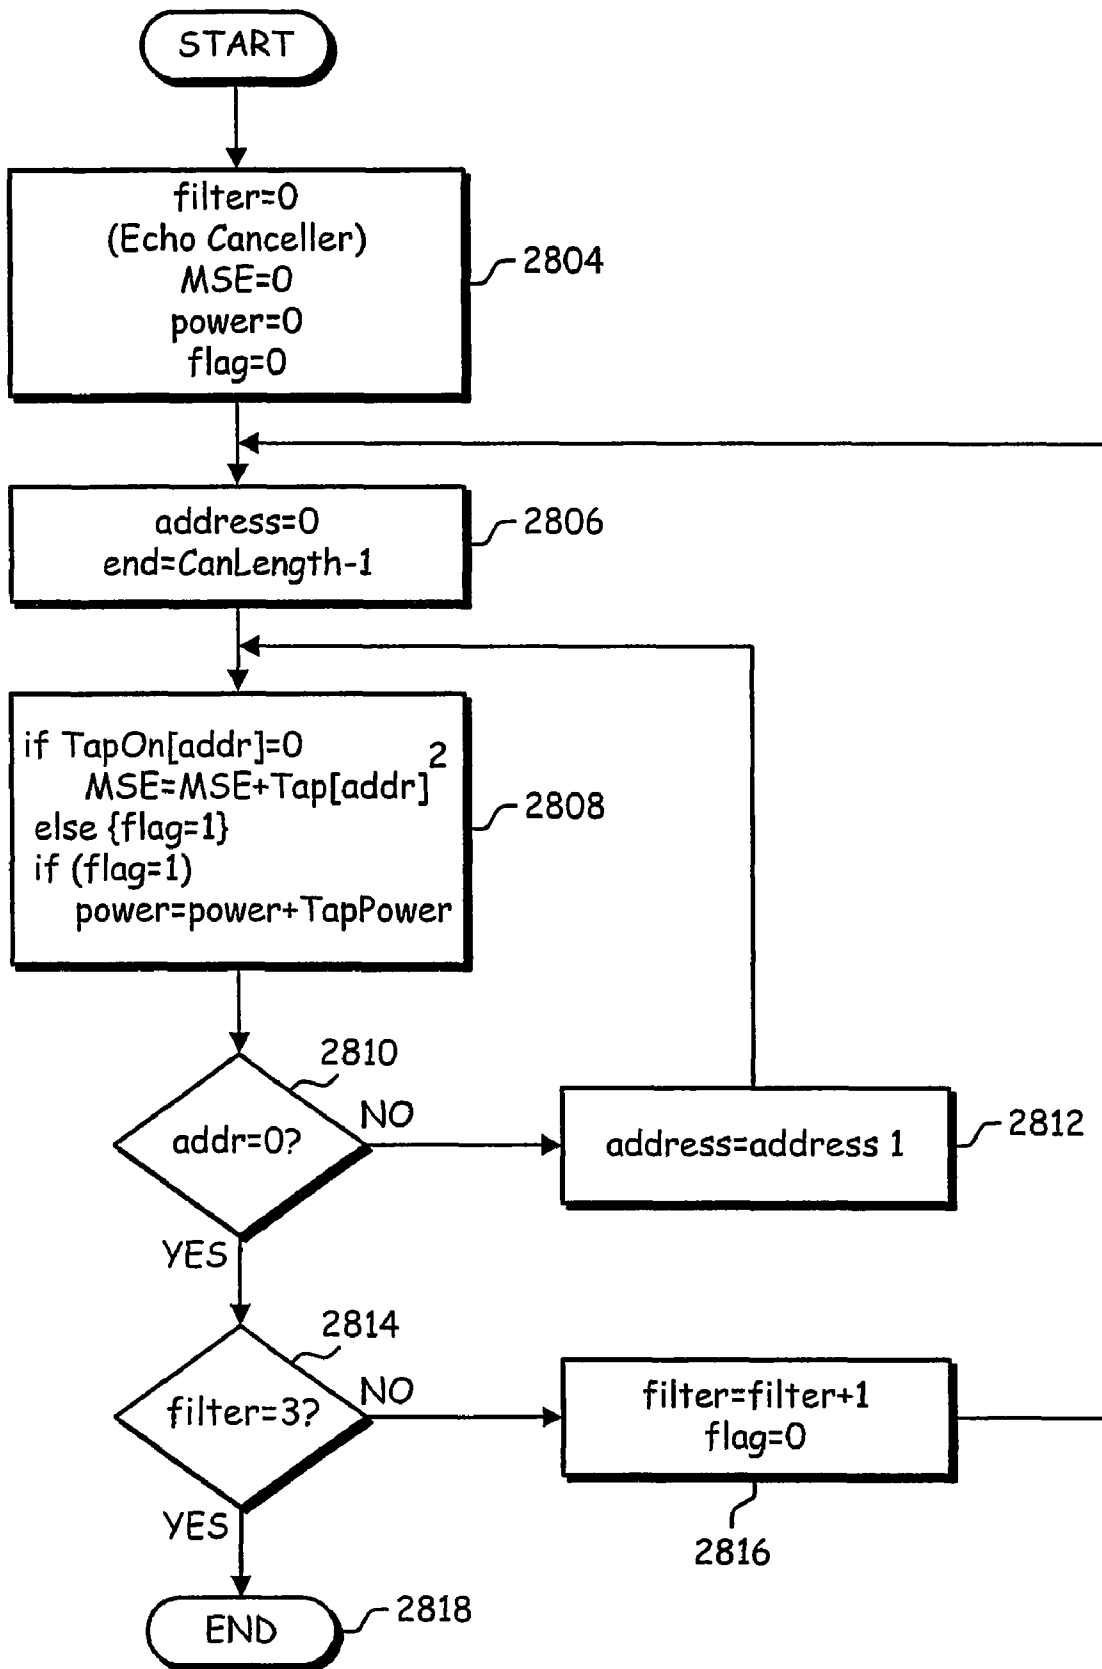 START
filter=0
(Echo Canceller)
MSE=0
power=0
flag=0
2804
address=0
end=CanLength-1
2806
if TapOn[addr]=0
MSE=MSE+Tap[addr]²
else {flag=1}
if (flag=1)
power=power+TapPower
2808
2810
addr=0?
NO
YES
address=address 1
2812
2814
filter=3?
NO
YES
filter=filter+1
flag=0
2816
END
2818